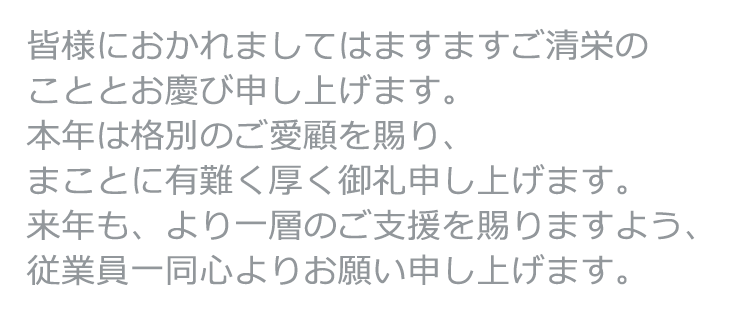 皆様におかれましてはますますご清栄の
こととお慶び申し上げます。
本年は格別のご愛顧を賜り、
まことに有難く厚く御礼申し上げます。
来年も、より一層のご支援を賜りますよう、
従業員一同心よりお願い申し上げます。